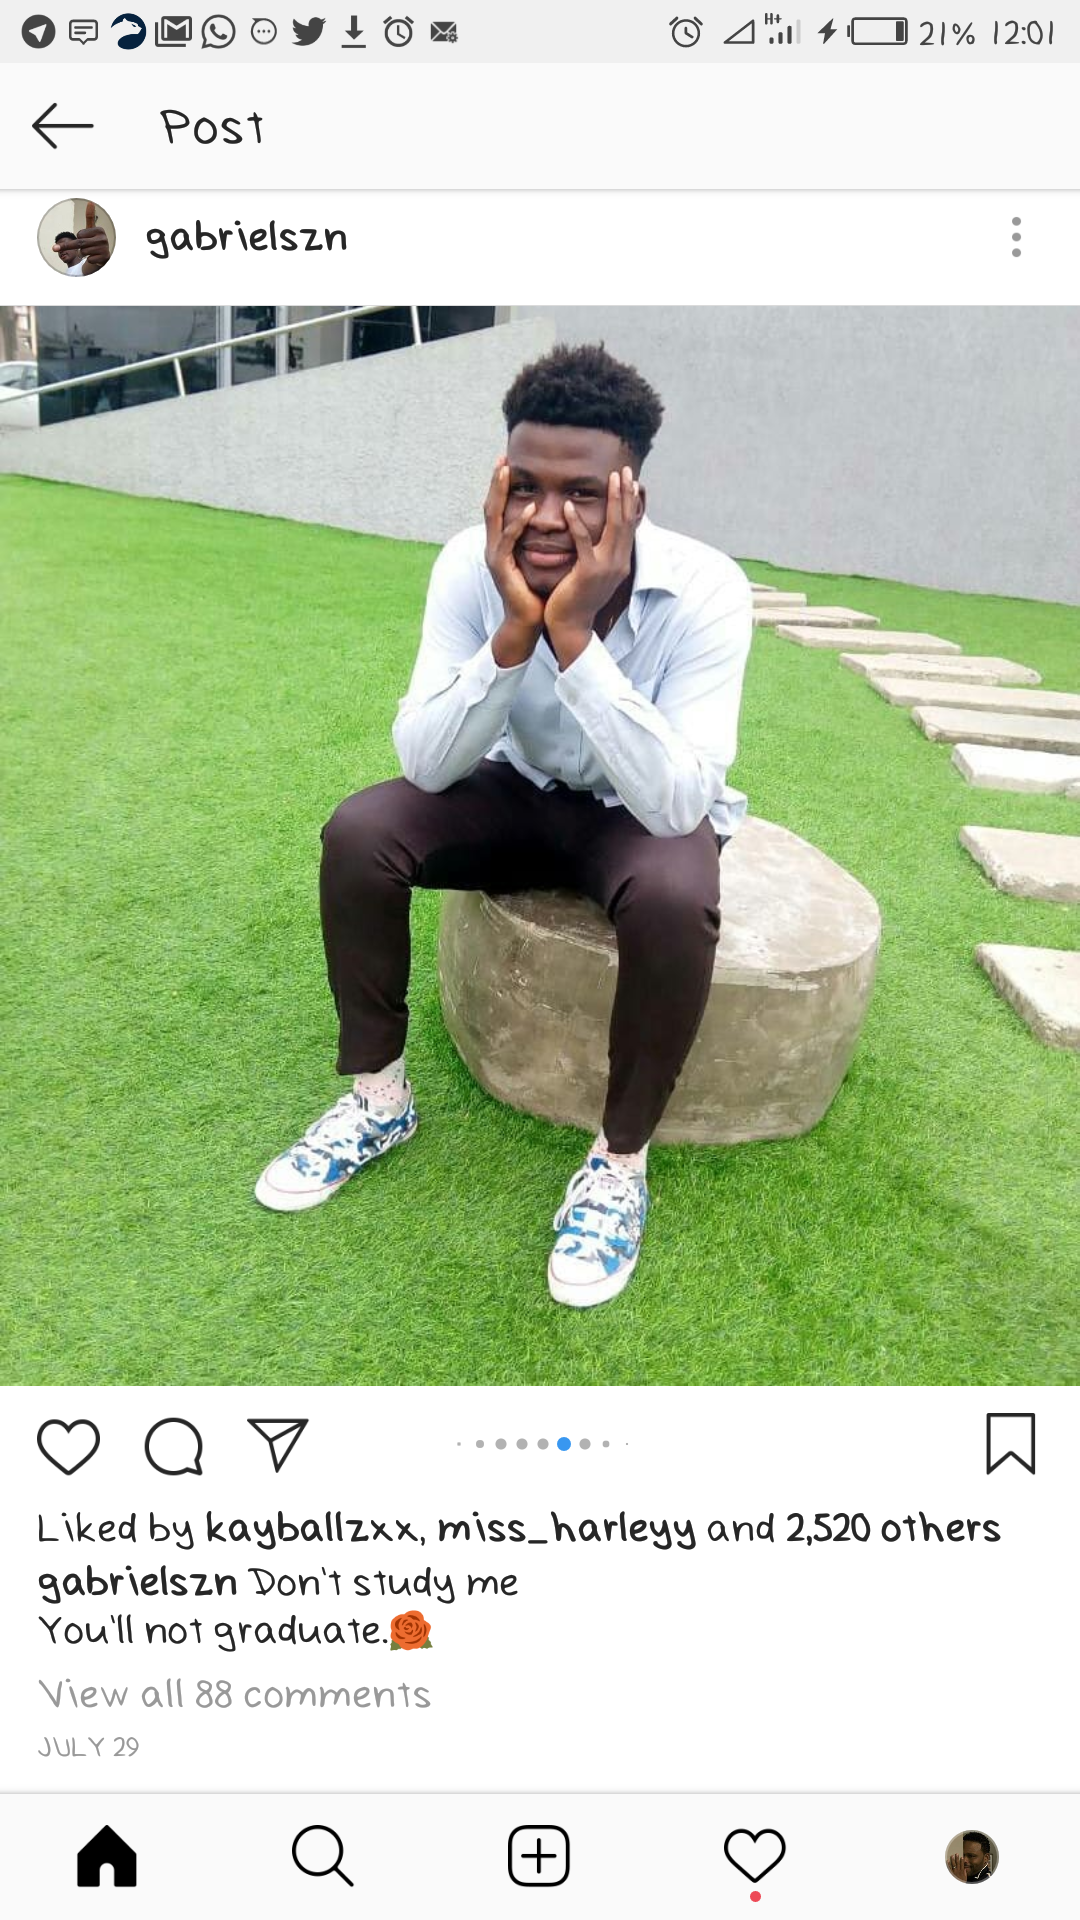 H+ 21% 12:01
Post
gabrielszn
Liked by kayballzxx, miss_harleyy and 2,520 others
gabrielszn Don't study me
You'll not graduate.🌹
View all 88 comments
JULY 29